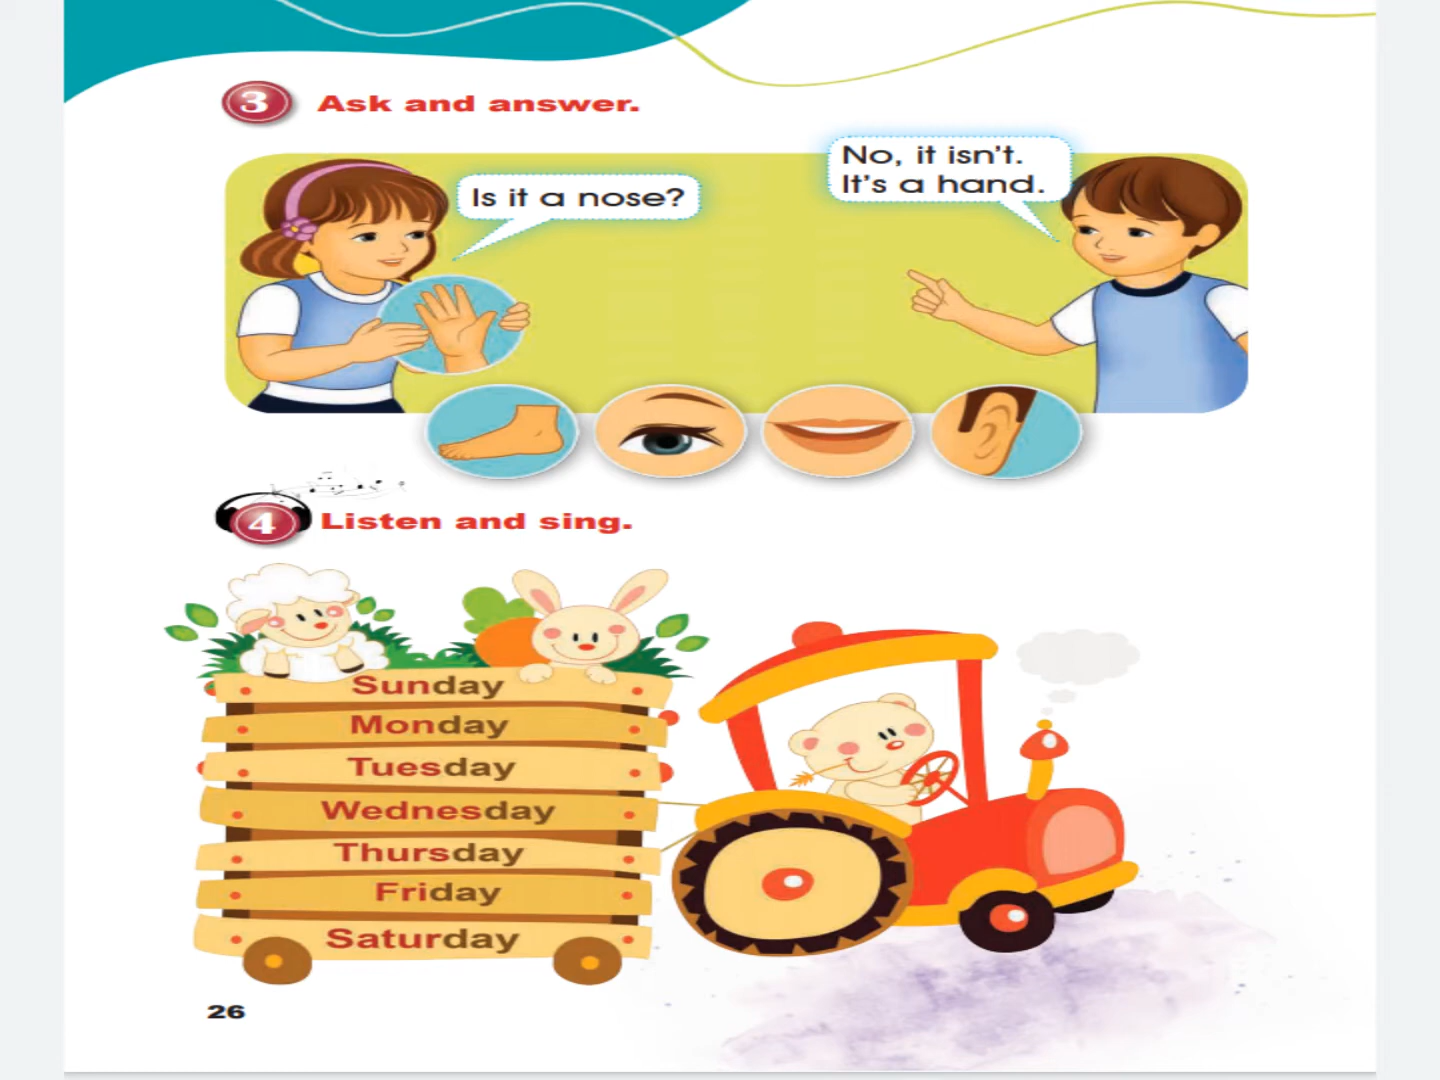 3 Ask and answer.
Is it a nose?
No, it isn't.
It's a hand.
4 Listen and sing.
Sunday
Monday
Tuesday
Wednesday
Thursday
Friday
Saturday
26